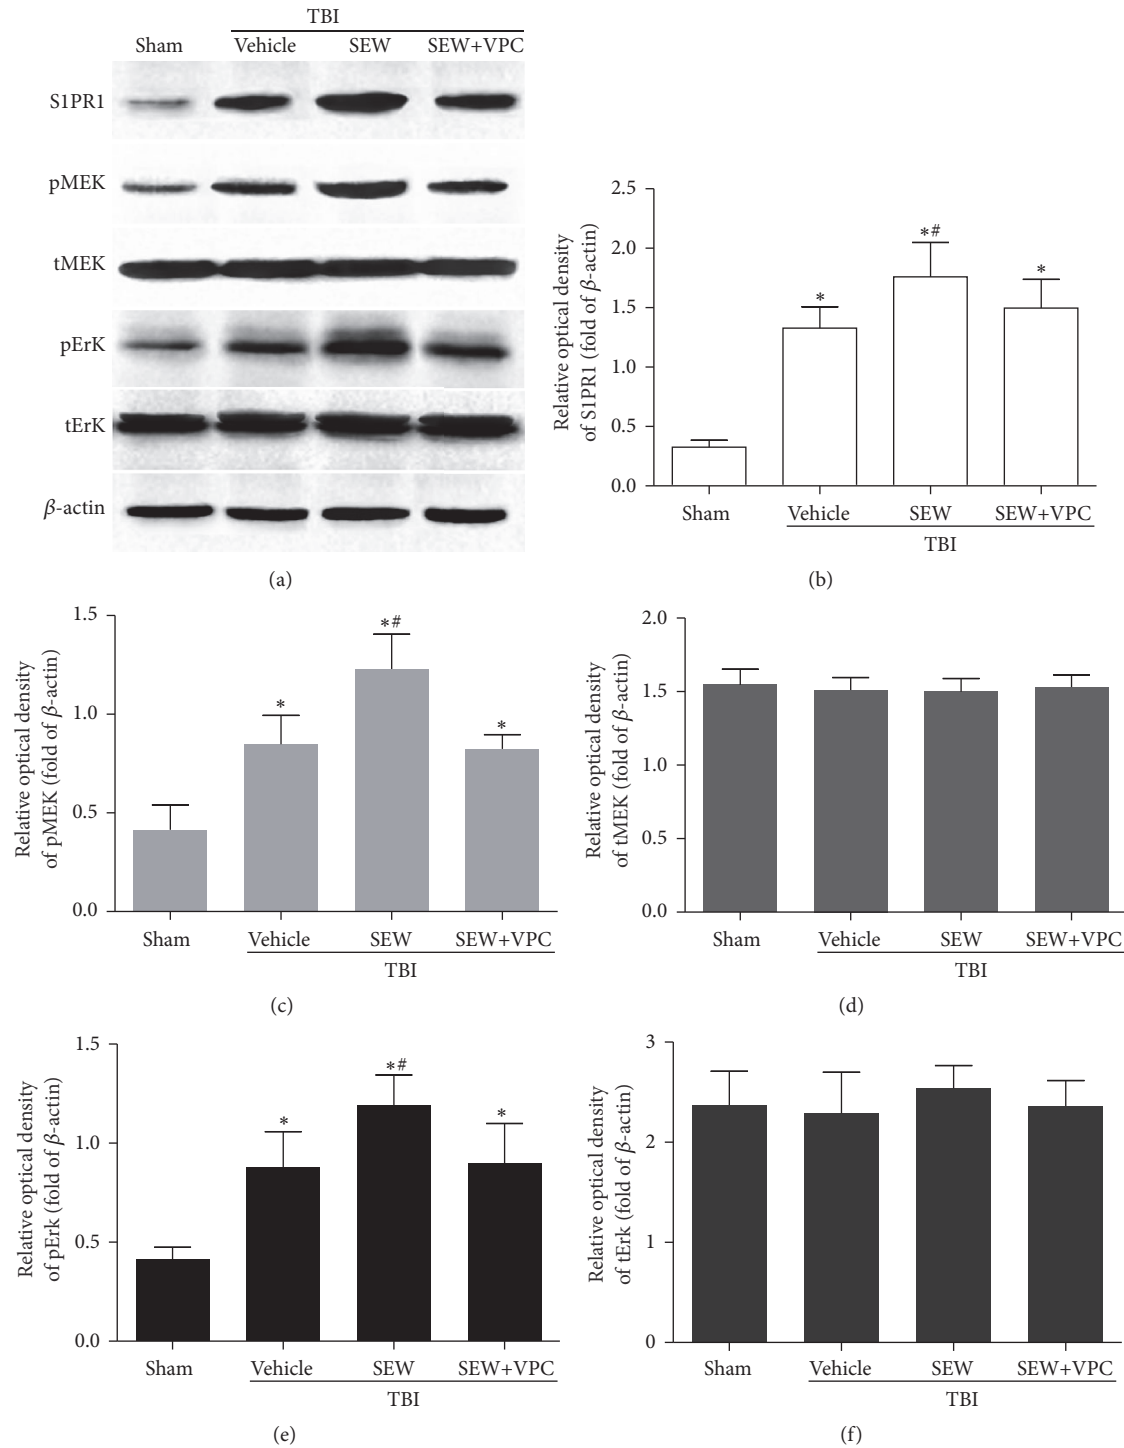 TBI
Sham Vehicle SEW SEW+VPC
S1PR1
pMEK
tMEK
pErK
tErK
β-actin
(a)
Relative optical density
of S1PR1 (fold of β-actin)
2.5
2.0
1.5
1.0
0.5
0.0
*
*#
*
Sham Vehicle SEW SEW+VPC
TBI
(b)
Relative optical density
of pMEK (fold of β-actin)
1.5
1.0
0.5
0.0
*
*#
*
Sham Vehicle SEW SEW+VPC
TBI
(c)
Relative optical density
of tMEK (fold of β-actin)
2.0
1.5
1.0
0.5
0.0
Sham Vehicle SEW SEW+VPC
TBI
(d)
Relative optical density
of pErk (fold of β-actin)
1.5
1.0
0.5
0.0
*
*#
*
Sham Vehicle SEW SEW+VPC
TBI
(e)
Relative optical density
of tErk (fold of β-actin)
3
2
1
0
Sham Vehicle SEW SEW+VPC
TBI
(f)